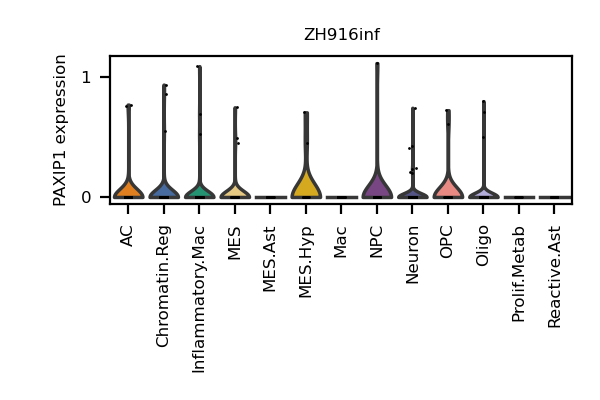 ZH916inf
PAXIP1 expression
1
0
AC
Chromatin.Reg
Inflammatory.Mac
MES
MES.Ast
MES.Hyp
Mac
NPC
Neuron
OPC
Oligo
Prolif.Metab
Reactive.Ast